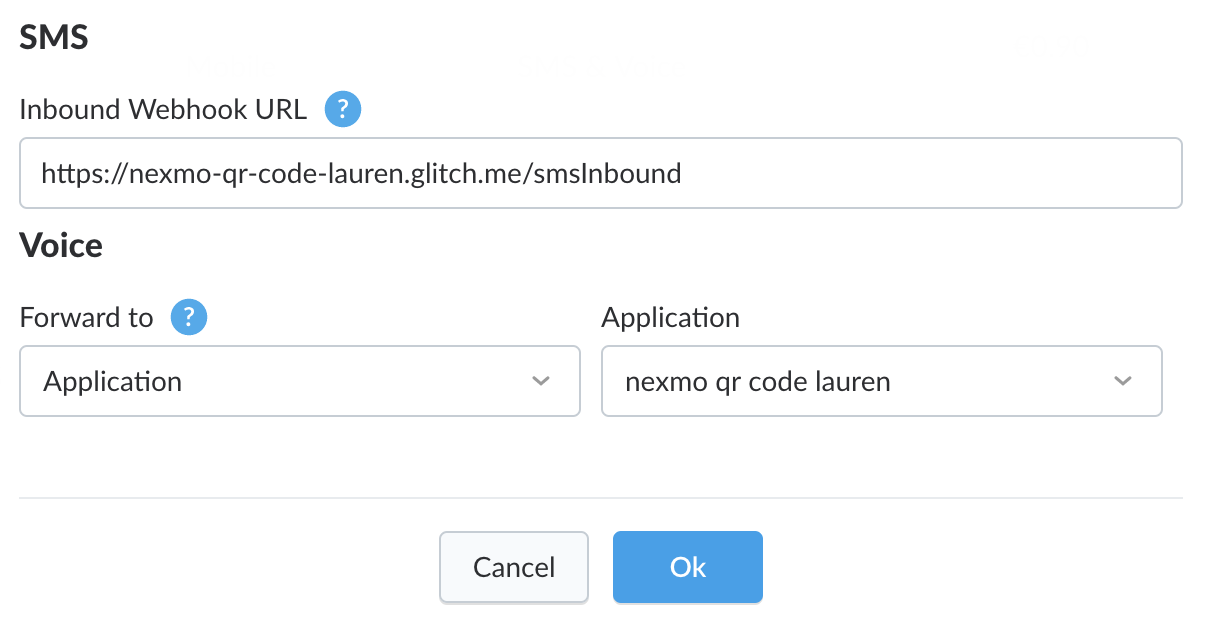 SMS
Inbound Webhook URL ?
https://nexmo-qr-code-lauren.glitch.me/smsInbound
Voice
Forward to ? Application
Application nexmo qr code lauren
Cancel Ok